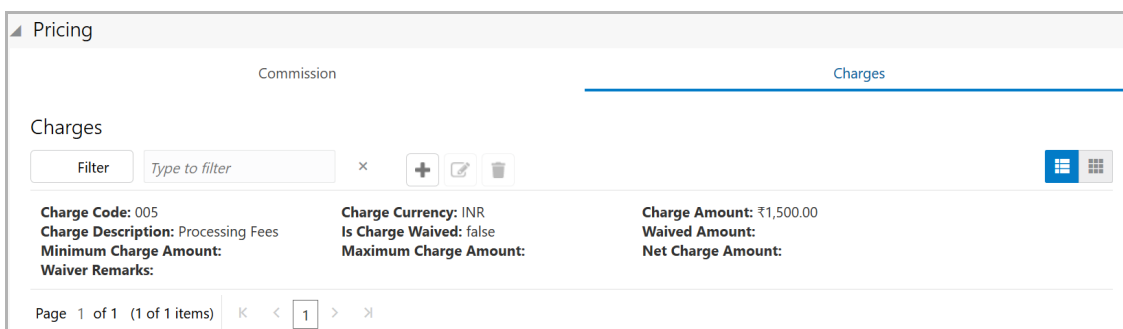 Pricing
Commission Charges
Charges
Filter Type to filter
Charge Code: 005 Charge Currency: INR Charge Amount: ₹1,500.00
Charge Description: Processing Fees Is Charge Waived: false Waived Amount:
Minimum Charge Amount: Maximum Charge Amount: Net Charge Amount:
Waiver Remarks:
Page 1 of 1 (1 of 1 items) 1